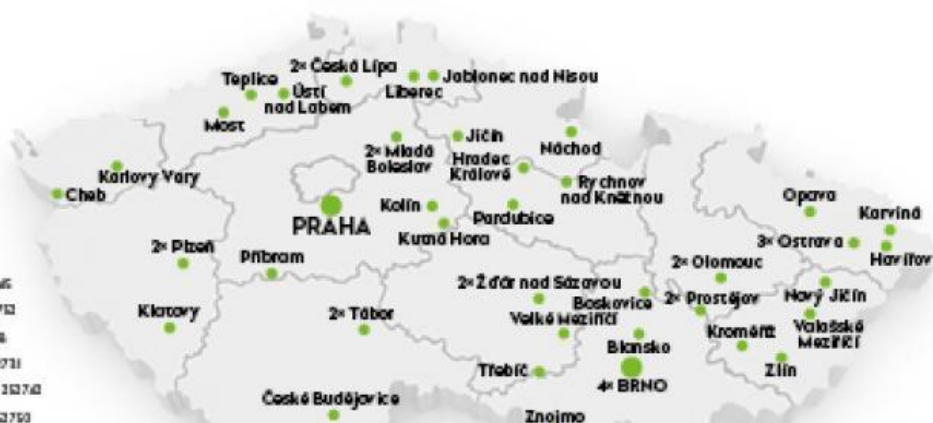 2× Česká Lípa
Teplice
Ústí
nad Labem
Liberec
Jablonec nad Nisou
Most
2× Mladá
Boleslav
Jičín
Náchod
Hradec
Králové
Karlovy Vary
Cheb
Rychnov
nad Kněžnou
Opava
PRAHA
Kolín
Pardubice
Karviná
Kutná Hora
2× Plzeň
Příbram
3× Ostrava
Havířov
2× Olomouc
2× Žďár nad Sázavou
Boskovice
2× Prostějov
Nový Jičín
Klatovy
2× Tábor
Velké Meziříčí
Kroměříž
Valašské
Meziříčí
Blansko
Zlín
Třebíč
4× BRNO
České Budějovice
Znojmo